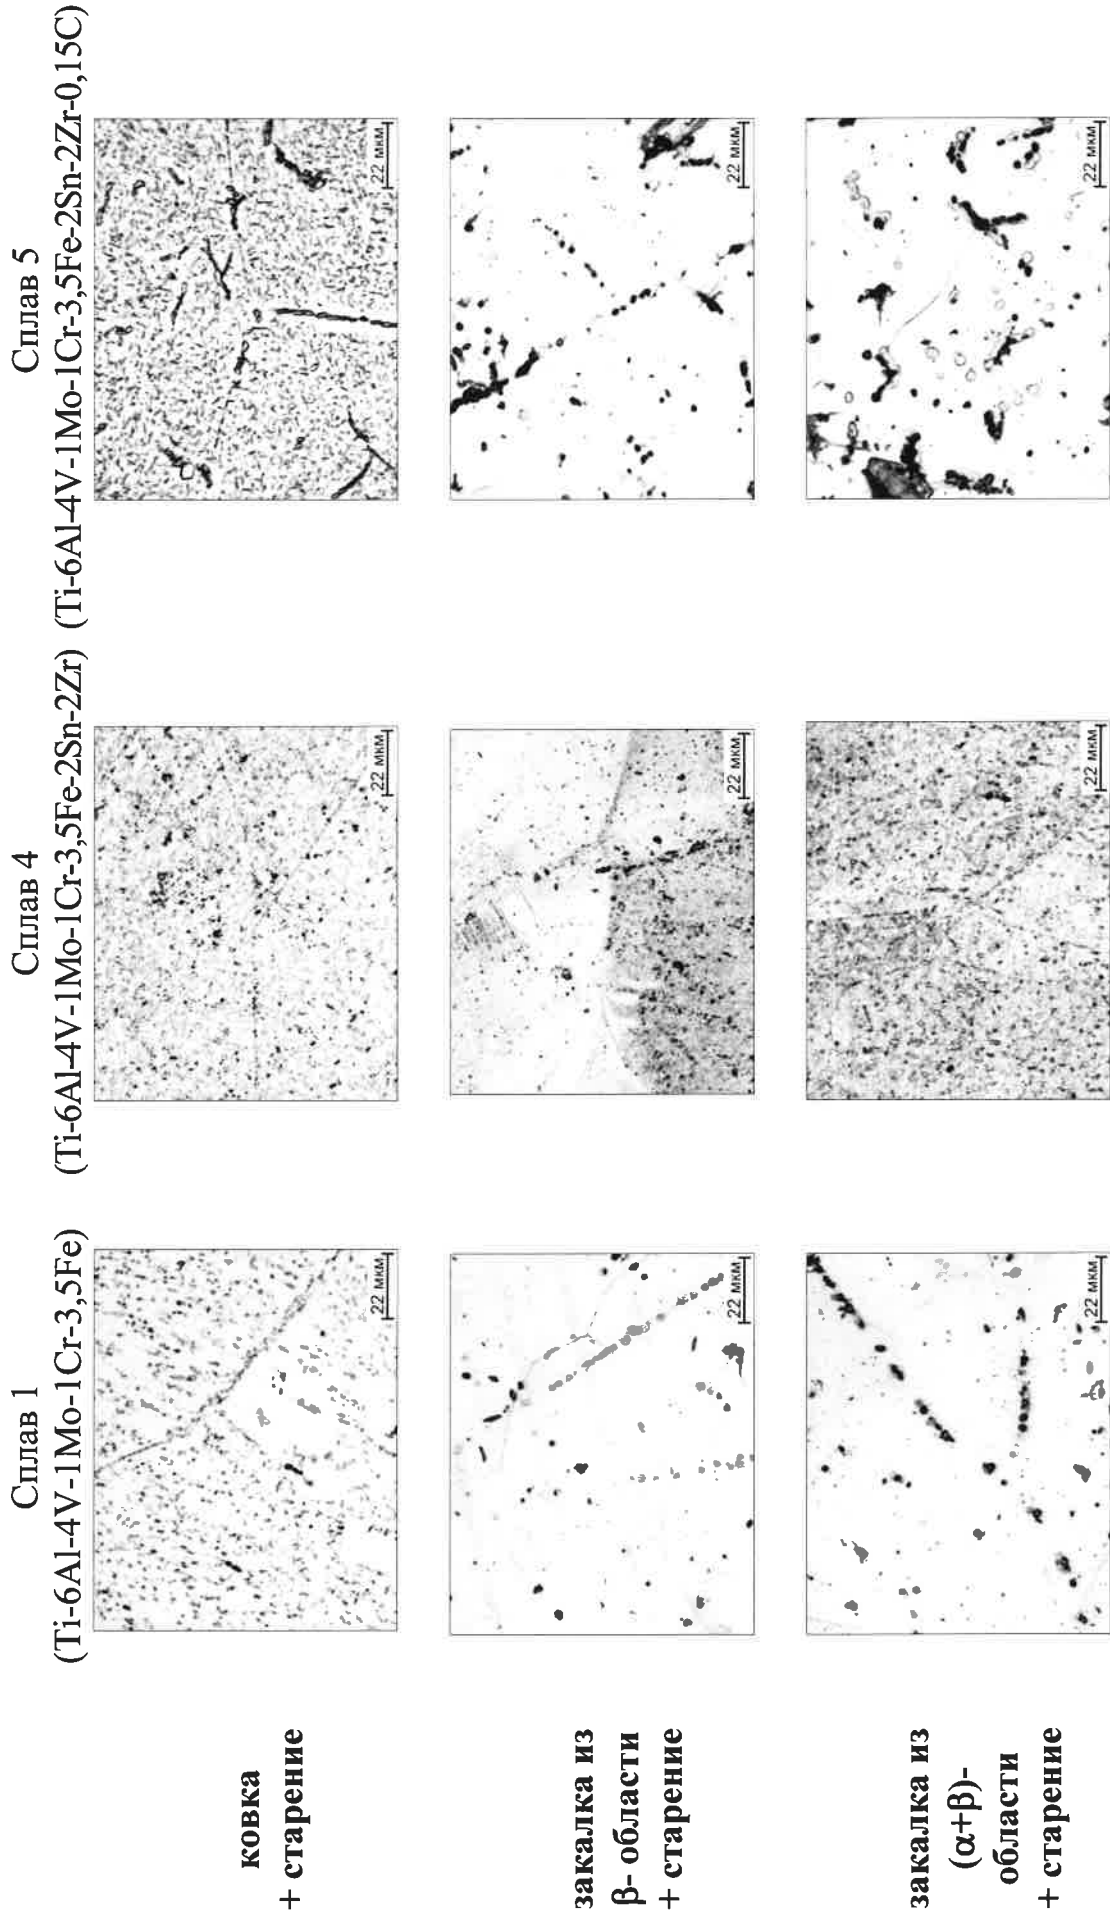 Сплав 1
(Ti-6Al-4V-1Mo-1Cr-3,5Fe)
Сплав 4
(Ti-6Al-4V-1Mo-1Cr-3,5Fe-2Sn-2Zr)
Сплав 5
(Ti-6Al-4V-1Mo-1Cr-3,5Fe-2Sn-2Zr-0,15C)
ковка
+ старение
22 мкм
22 мкм
22 мкм
закалка из
β- области
+ старение
22 мкм
22 мкм
22 мкм
закалка из
(α+β)-
области
+ старение
22 мкм
22 мкм
22 мкм